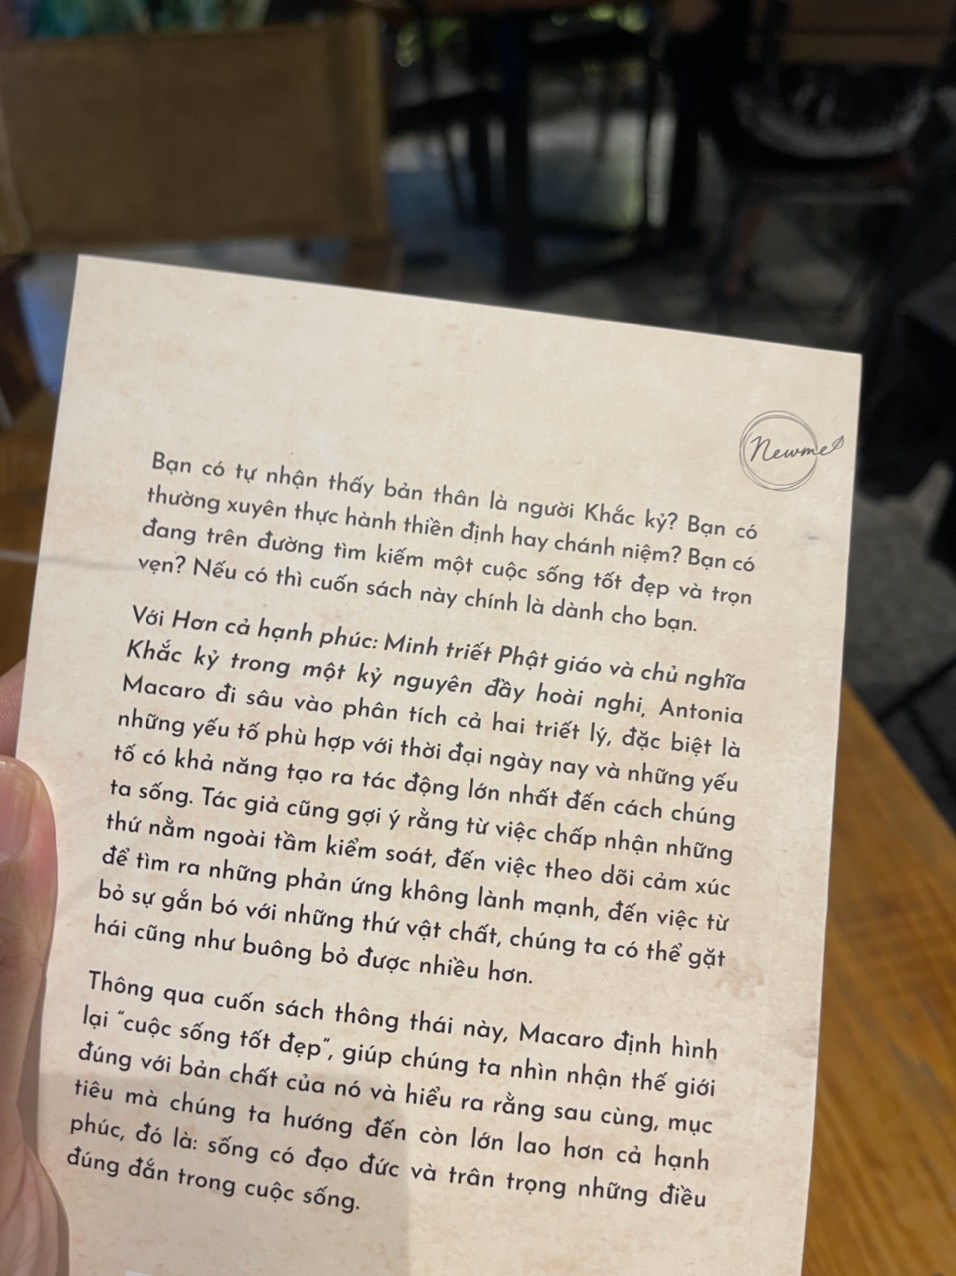 Newme
Bạn có tự nhận thấy bản thân là người Khắc kỷ? Bạn có
thường xuyên thực hành thiền định hay chánh niệm? Bạn có
đang trên đường tìm kiếm một cuộc sống tốt đẹp và trọn
vẹn? Nếu có thì cuốn sách này chính là dành cho bạn.
Với Hơn cả hạnh phúc: Minh triết Phật giáo và chủ nghĩa
Khắc kỷ trong một kỷ nguyên đầy hoài nghi, Antonia
Macaro đi sâu vào phân tích cả hai triết lý, đặc biệt là
những yếu tố phù hợp với thời đại ngày nay và những yếu
tố có khả năng tạo ra tác động lớn nhất đến cách chúng
ta sống. Tác giả cũng gợi ý rằng từ việc chấp nhận những
thứ nằm ngoài tầm kiểm soát, đến việc theo dõi cảm xúc
để tìm ra những phản ứng không lành mạnh, đến việc từ
bỏ sự gắn bó với những thứ vật chất, chúng ta có thể gặt
hái cũng như buông bỏ được nhiều hơn.
Thông qua cuốn sách thông thái này, Macaro định hình
lại “cuộc sống tốt đẹp”, giúp chúng ta nhìn nhận thế giới
đúng với bản chất của nó và hiểu ra rằng sau cùng, mục
tiêu mà chúng ta hướng đến còn lớn lao hơn cả hạnh
phúc, đó là: sống có đạo đức và trân trọng những điều
đúng đắn trong cuộc sống.